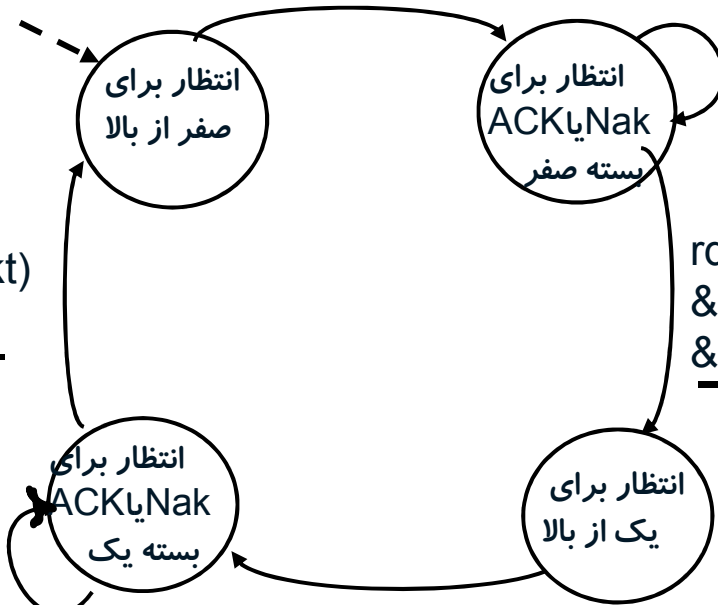 انتظار برای
صفر از بالا
انتظار برای
ACKیاNak
بسته صفر
kt)
&
&
انتظار برای
ACKیاNak
بسته یک
انتظار برای
یک از بالا